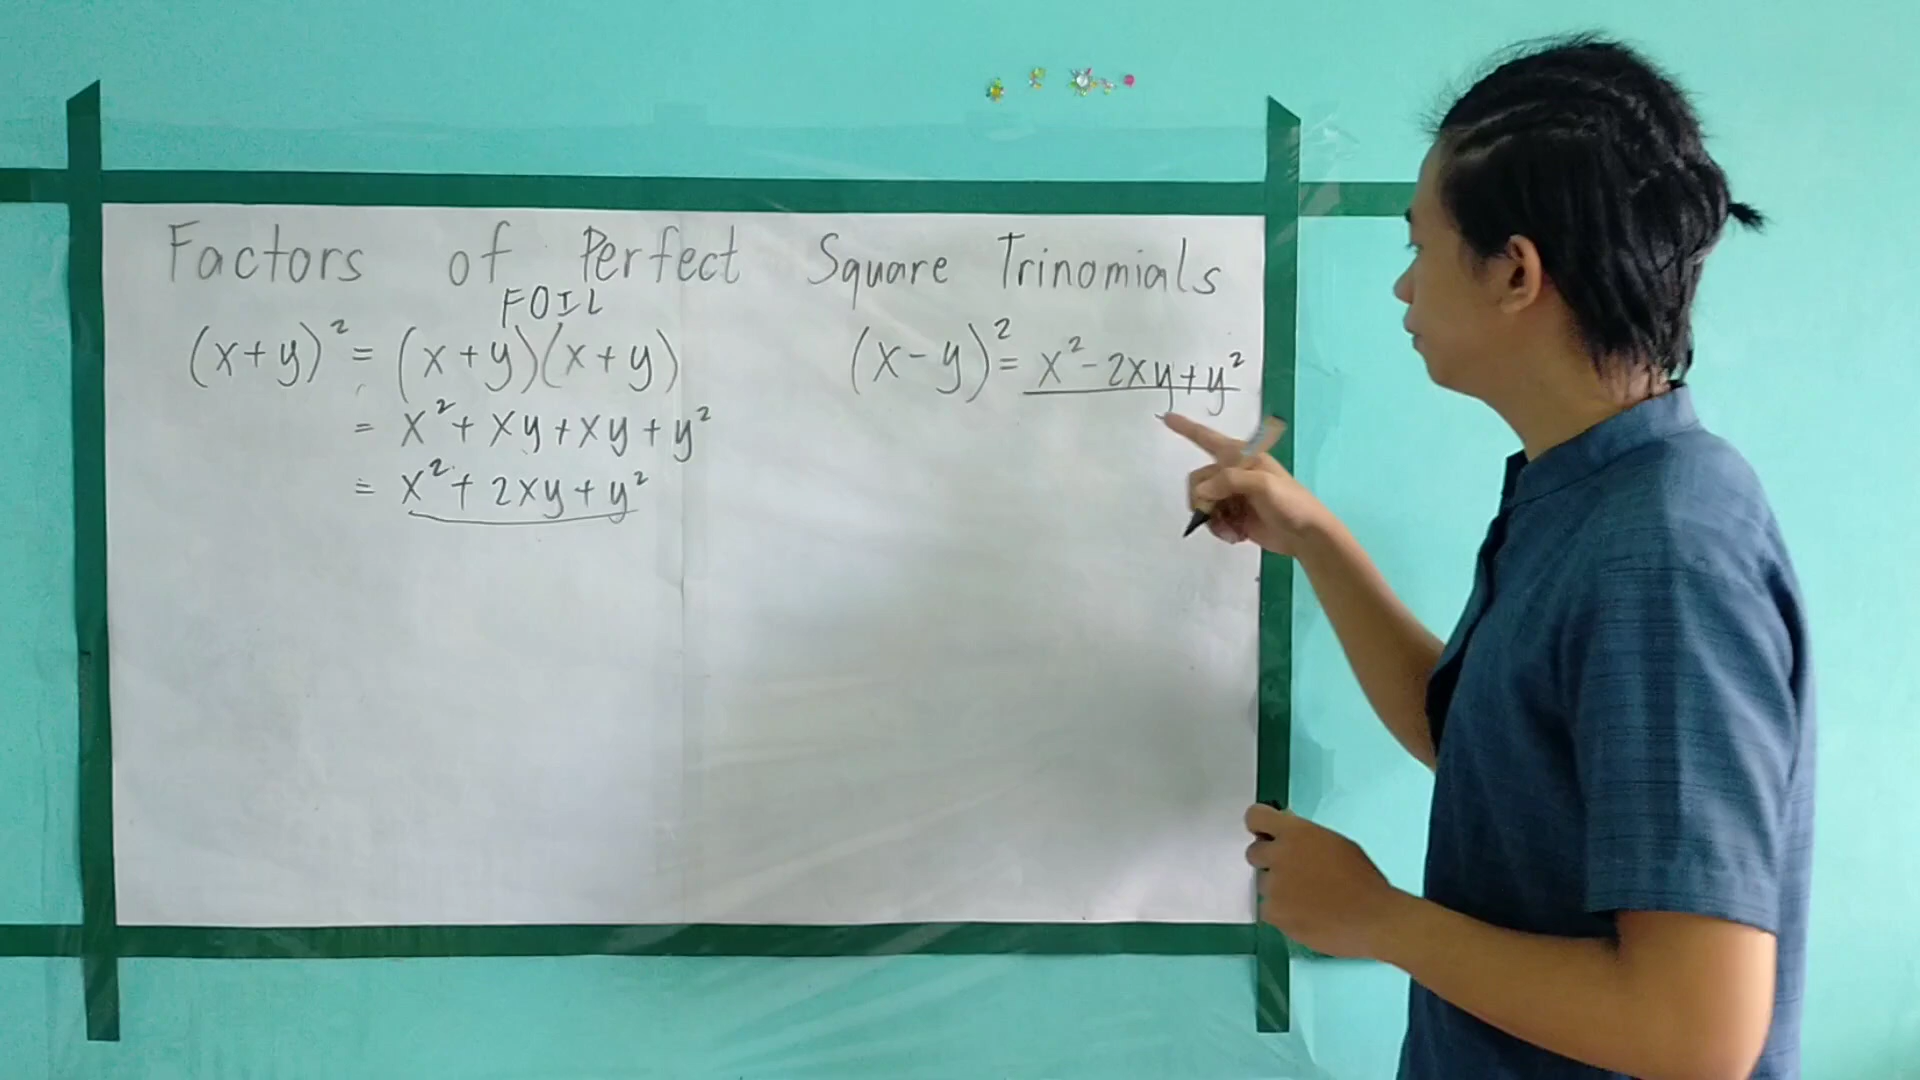 Factors of Perfect Square Trinomials
FOIL
(x+y)² = (x+y)(x+y)
= x² + xy + xy + y²
= x² + 2xy + y²
(x-y)² = x² - 2xy + y²